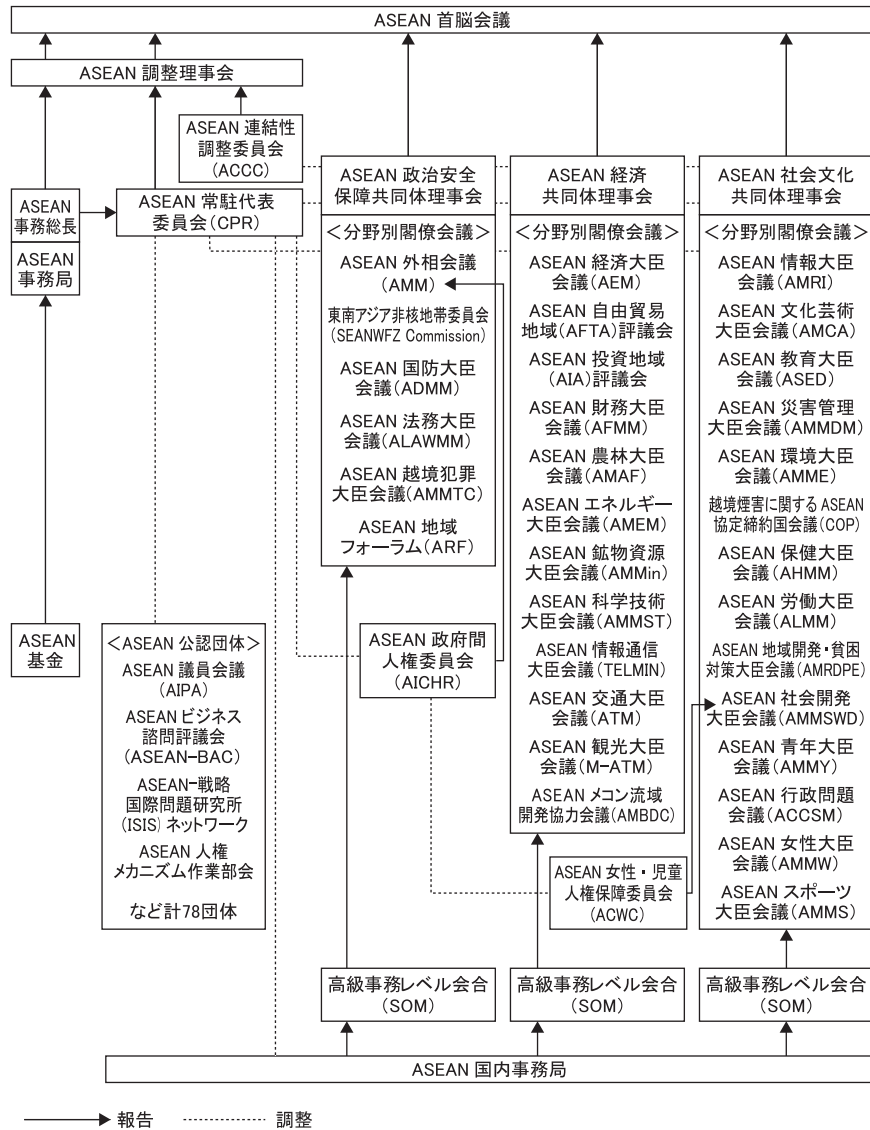 ASEAN 首脳会議
ASEAN 調整理事会
ASEAN 連結性
調整委員会
(ACCC)
ASEAN
事務総長
ASEAN
事務局
ASEAN 常駐代表
委員会(CPR)
ASEAN 政治安全
保障共同体理事会
<分野別閣僚会議>
ASEAN 外相会議
(AMM)
東南アジア非核地帯委員会
(SEANWFZ Commission)
ASEAN 国防大臣
会議(ADMM)
ASEAN 法務大臣
会議(ALAWMM)
ASEAN 越境犯罪
大臣会議(AMMTC)
ASEAN 地域
フォーラム(ARF)
ASEAN 経済
共同体理事会
<分野別閣僚会議>
ASEAN 経済大臣
会議(AEM)
ASEAN 自由貿易
地域(AFTA)評議会
ASEAN 投資地域
(AIA)評議会
ASEAN 財務大臣
会議(AFMM)
ASEAN 農林大臣
会議(AMAF)
ASEAN エネルギー
大臣会議(AMEM)
ASEAN 鉱物資源
大臣会議(AMMin)
ASEAN 科学技術
大臣会議(AMMST)
ASEAN 情報通信
大臣会議(TELMIN)
ASEAN 交通大臣
会議(ATM)
ASEAN 観光大臣
会議(M-ATM)
ASEAN メコン流域
開発協力会議(AMBDC)
ASEAN 社会文化
共同体理事会
<分野別閣僚会議>
ASEAN 情報大臣
会議(AMRI)
ASEAN 文化芸術
大臣会議(AMCA)
ASEAN 教育大臣
会議(ASED)
ASEAN 災害管理
大臣会議(AMMDM)
ASEAN 環境大臣
会議(AMME)
越境煙害に関する ASEAN
協定締約国会議(COP)
ASEAN 保健大臣
会議(AHMM)
ASEAN 労働大臣
会議(ALMM)
ASEAN 地域開発・貧困
対策大臣会議(AMRDPE)
ASEAN 社会開発
大臣会議(AMMSWD)
ASEAN 青年大臣
会議(AMMY)
ASEAN 行政問題
会議(ACCSM)
ASEAN 女性大臣
会議(AMMW)
ASEAN スポーツ
大臣会議(AMMS)
ASEAN
基金
<ASEAN 公認団体>
ASEAN 議員会議
(AIPA)
ASEAN ビジネス
諮問評議会
(ASEAN-BAC)
ASEAN-戦略
国際問題研究所
(ISIS)ネットワーク
ASEAN 人権
メカニズム作業部会
など計78団体
ASEAN 政府間
人権委員会
(AICHR)
ASEAN 女性・児童
人権保障委員会
(ACWC)
高級事務レベル会合
(SOM)
高級事務レベル会合
(SOM)
高級事務レベル会合
(SOM)
ASEAN 国内事務局
報告
調整